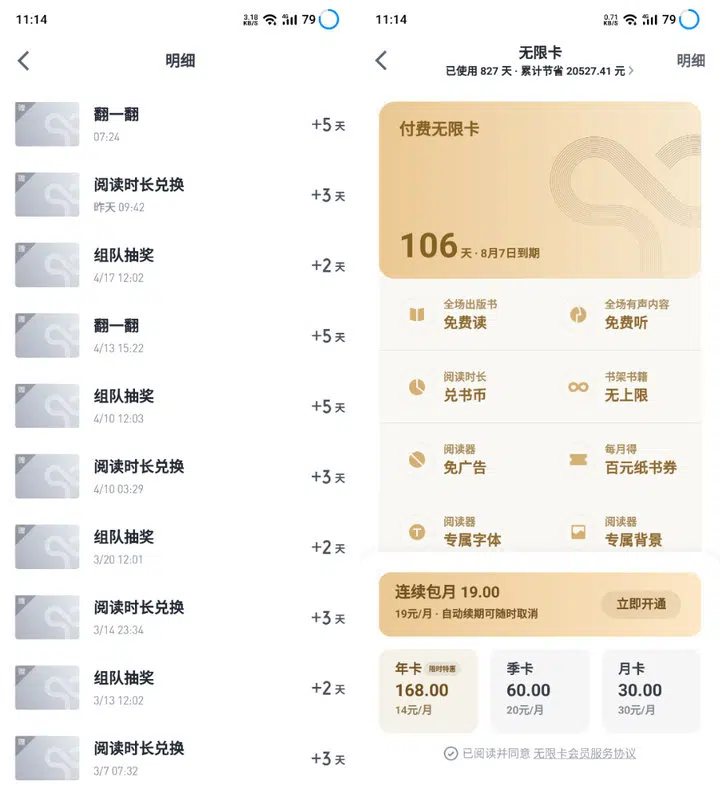 11:14
3.18 KB/S
4G
79
明细
赠
翻一翻
07:24
+5 天
赠
阅读时长兑换
昨天 09:42
+3 天
赠
组队抽奖
4/17 12:02
+2 天
赠
翻一翻
4/13 15:22
+5 天
赠
组队抽奖
4/10 12:03
+5 天
赠
阅读时长兑换
4/10 03:29
+3 天
赠
组队抽奖
3/20 12:01
+2 天
赠
阅读时长兑换
3/14 23:34
+3 天
赠
组队抽奖
3/13 12:02
+2 天
赠
阅读时长兑换
3/7 07:32
+3 天
11:14
0.71 KB/S
4G
79
无限卡
已使用 827 天 · 累计节省 20527.41 元
明细
付费无限卡
106 天 · 8月7日到期
全场出版书
免费读
全场有声内容
免费听
阅读时长
兑书币
书架书籍
无上限
阅读器
免广告
每月得
百元纸书券
阅读器
专属字体
阅读器
专属背景
连续包月 19.00
19元/月 · 自动续期可随时取消
立即开通
年卡 限时特惠
168.00
14元/月
季卡
60.00
20元/月
月卡
30.00
30元/月
已阅读并同意 无限卡会员服务协议